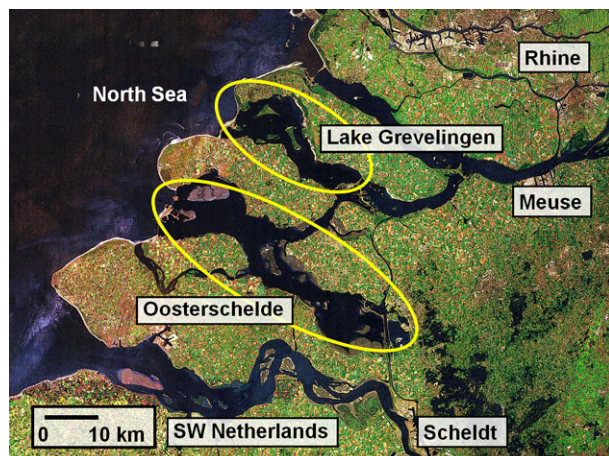 Rhine
North Sea
Lake Grevelingen
Meuse
Oosterschelde
0 10 km
SW Netherlands
Scheldt